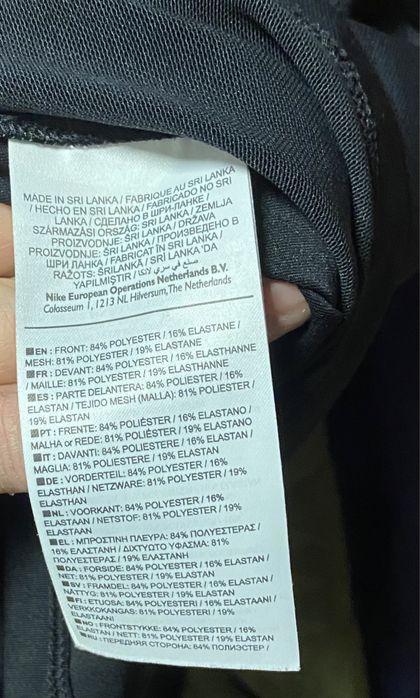 MADE IN SRI LANKA / FABRIQUE AU SRI LANKA
/ HECHO EN SRI LANKA / FABRICADO NO SRI
LANKA / СДЕЛАНО В ШРИ-ЛАНКЕ /
SZÁRMAZÁSI ORSZÁG: SRI LANKA / ZEMLJA
PROIZVODNJE: ŠRI LANKA / DRŽAVA
PROIZVODNJE: ŠRI LANKA / ПРОИЗВЕДЕНО В
ШРИ ЛАНКА / FABRICAT ÎN SRI LANKA /
RAŽOTS: ŠRILANKĀ / SRİ LANKA 'DA
YAPILMIŞTIR / صنع في سري لانكا
Nike European Operations Netherlands B.V.
Colosseum 1, 1213 NL Hilversum, The Netherlands
EN : FRONT: 84% POLYESTER / 16% ELASTANE /
MESH: 81% POLYESTER / 19% ELASTANE
FR : DEVANT: 84% POLYESTER / 16% ELASTHANNE
/ MAILLE: 81% POLYESTER / 19% ELASTHANNE
ES : PARTE DELANTERA: 84% POLIÉSTER / 16%
ELASTAN / TEJIDO MESH (MALLA): 81% POLIÉSTER /
19% ELASTAN
PT : FRENTE: 84% POLIÉSTER / 16% ELASTANO /
MALHA or REDE: 81% POLIÉSTER / 19% ELASTANO
IT : DAVANTI: 84% POLIESTERE / 16% ELASTAN /
MAGLIA: 81% POLIESTERE / 19% ELASTAN
DE : VORDERTEIL: 84% POLYESTER / 16%
ELASTHAN / NETZWARE: 81% POLYESTER / 19%
ELASTHAN
NL : VOORKANT: 84% POLYESTER / 16%
ELASTAAN / NETSTOF: 81% POLYESTER / 19%
ELASTAAN
EL : ΜΠΡΟΣΤΙΝΗ ΠΛΕΥΡΑ: 84% ΠΟΛΥΕΣΤΕΡΑΣ /
16% ΕΛΑΣΤΑΝΗ / ΔΙΧΤΥΩΤΟ ΥΦΑΣΜΑ: 81%
ΠΟΛΥΕΣΤΕΡΑΣ / 19% ΕΛΑΣΤΑΝΗ
DA : FORSIDE: 84% POLYESTER / 16% ELASTAN /
NET: 81% POLYESTER / 19% ELASTAN
SV : FRAMDEL: 84% POLYESTER / 16% ELASTAN /
NÄTTYG: 81% POLYESTER / 19% ELASTAN
FI : ETUOSA: 84% POLYESTERI / 16% ELASTAANI /
VERKKOKANGAS: 81% POLYESTERI / 19%
ELASTAANI
NO : FRONTSTYKKE: 84% POLYESTER / 16%
ELASTAN / NETT: 81% POLYESTER / 19% ELASTAN
RU : ПЕРЕДНЯЯ СТОРОНА: 84% ПОЛИЭСТЕР /